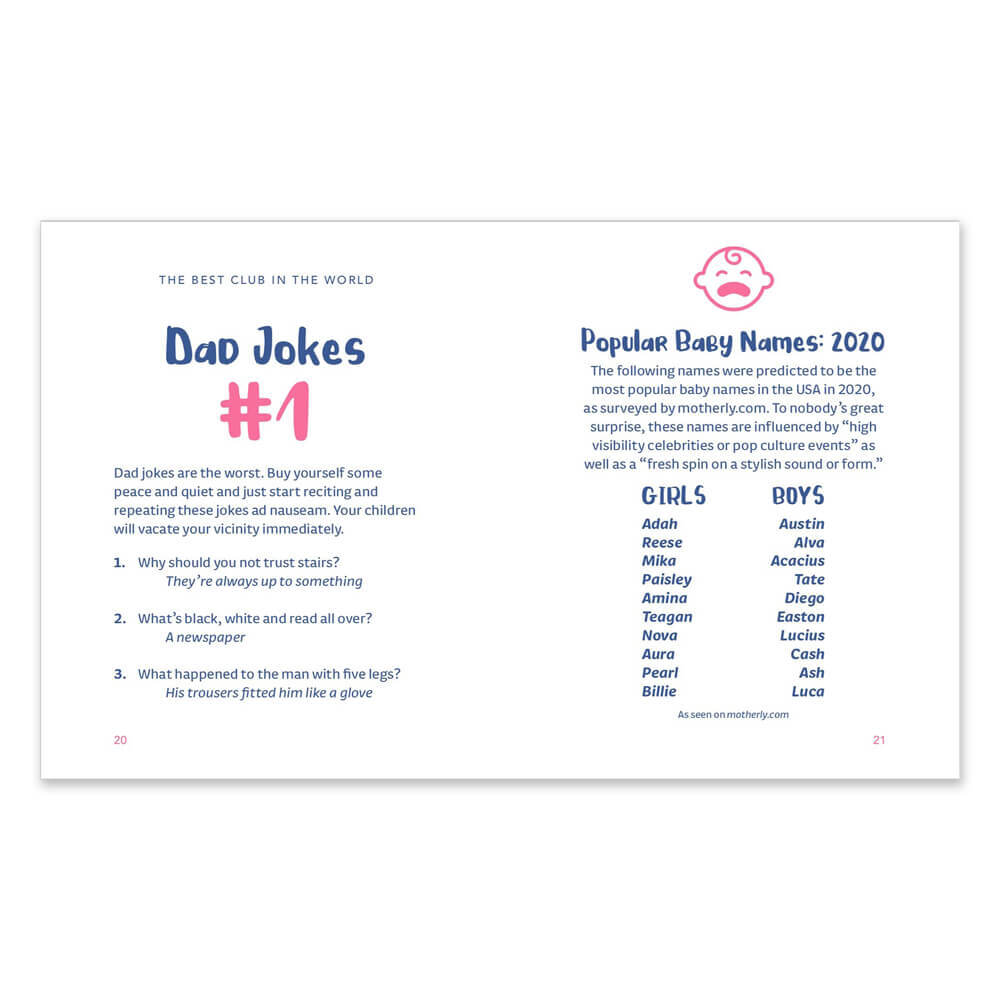 THE BEST CLUB IN THE WORLD
Dad Jokes
#1
Dad jokes are the worst. Buy yourself some
peace and quiet and just start reciting and
repeating these jokes ad nauseam. Your children
will vacate your vicinity immediately.
1. Why should you not trust stairs?
They’re always up to something
2. What’s black, white and read all over?
A newspaper
3. What happened to the man with five legs?
His trousers fitted him like a glove
20
Popular Baby Names: 2020
The following names were predicted to be the
most popular baby names in the USA in 2020,
as surveyed by motherly.com. To nobody’s great
surprise, these names are influenced by “high
visibility celebrities or pop culture events” as
well as a “fresh spin on a stylish sound or form.”
GIRLS BOYS
Adah Austin
Reese Alva
Mika Acacius
Paisley Tate
Amina Diego
Teagan Easton
Nova Lucius
Aura Cash
Pearl Ash
Billie Luca
As seen on motherly.com
21